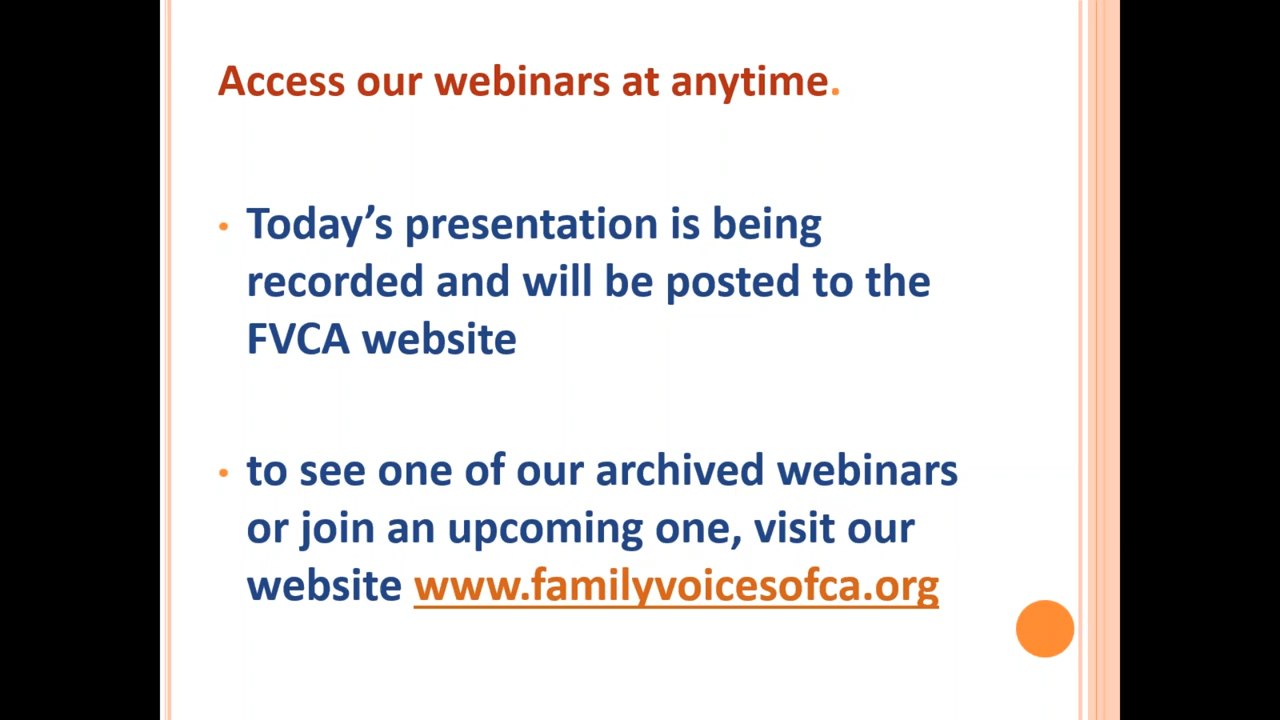 Access our webinars at anytime.
• Today’s presentation is being
recorded and will be posted to the
FVCA website
• to see one of our archived webinars
or join an upcoming one, visit our
website www.familyvoicesofca.org